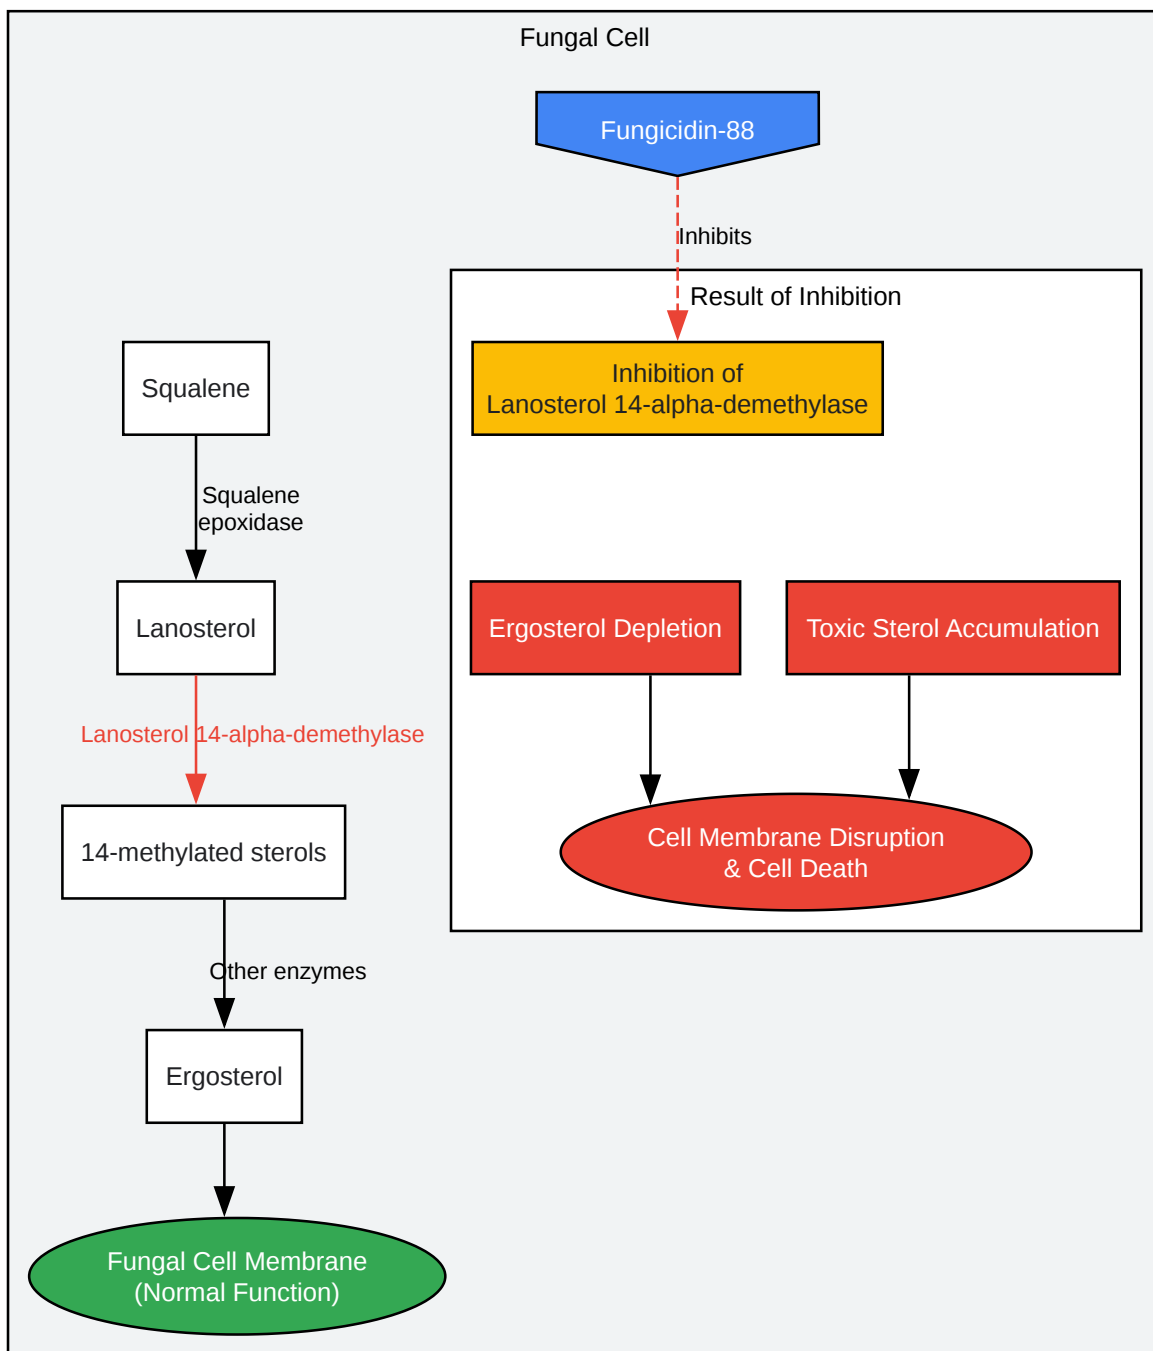 Fungal Cell
Fungicidin-88
Inhibits
Result of Inhibition
Inhibition of
Lanosterol 14-alpha-demethylase
Squalene
Squalene
epoxidase
Lanosterol
Ergosterol Depletion
Toxic Sterol Accumulation
Lanosterol 14-alpha-demethylase
14-methylated sterols
Cell Membrane Disruption
& Cell Death
Other enzymes
Ergosterol
Fungal Cell Membrane
(Normal Function)